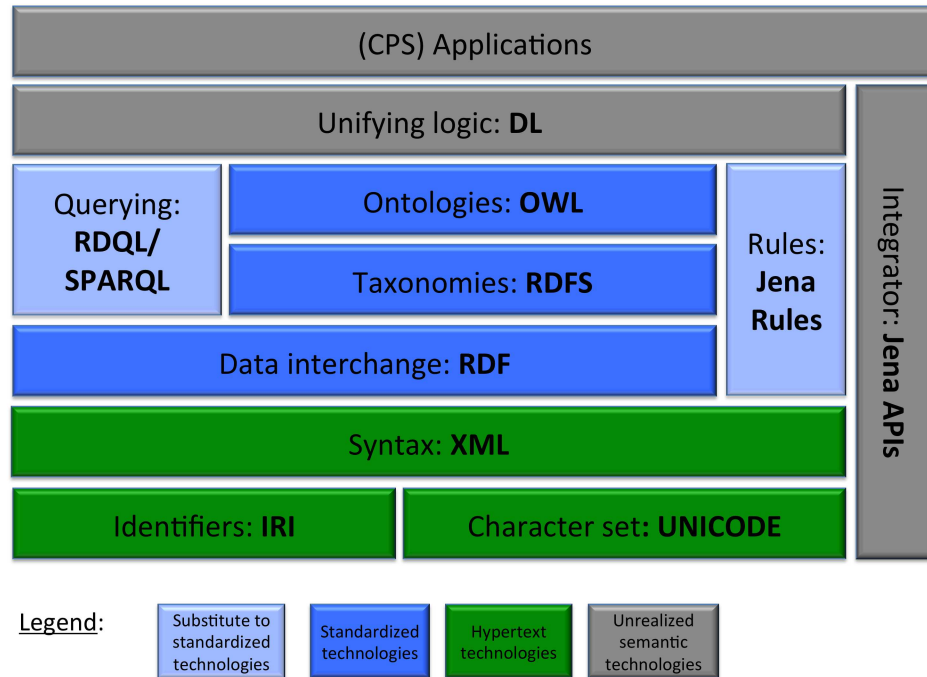 (CPS) Applications
Unifying logic: DL
Querying:
RDQL/
SPARQL
Ontologies: OWL
Taxonomies: RDFS
Rules:
Jena
Rules
Integrator: Jena APIs
Data interchange: RDF
Syntax: XML
Identifiers: IRI
Character set: UNICODE
Legend:
Substitute to
standardized
technologies
Standardized
technologies
Hypertext
technologies
Unrealized
semantic
technologies